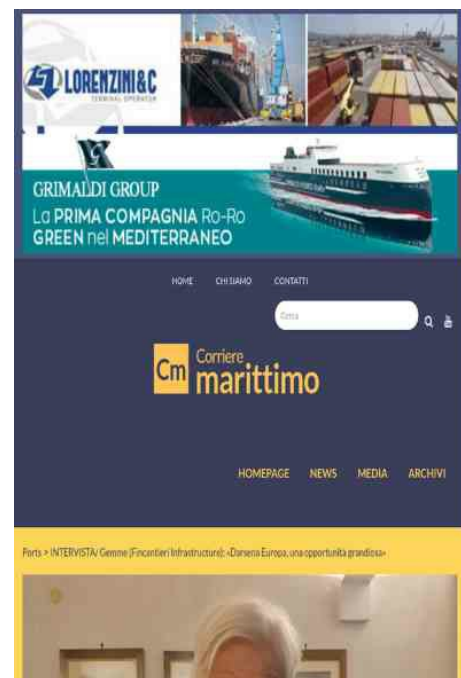 LORENZINI&C
TERMINAL OPERATOR
GRIMALDI GROUP
La PRIMA COMPAGNIA Ro-Ro
GREEN nel MEDITERRANEO
HOME CHI SIAMO CONTATTI
Cerca
Cm Corriere
marittimo
HOMEPAGE NEWS MEDIA ARCHIVI
Ports > INTERVISTA/ Gemme (Fincantieri Infrastructure): «Darsena Europa, una opportunità grandiosa»